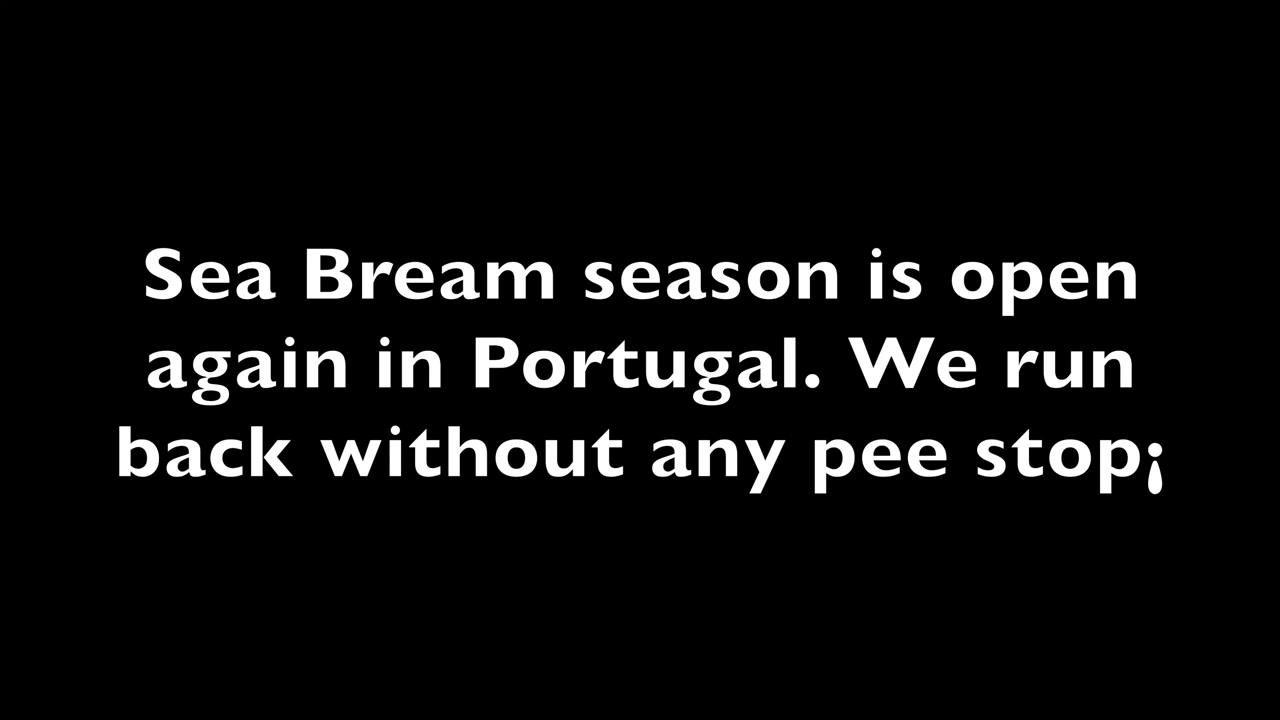 Sea Bream season is open
again in Portugal. We run
back without any pee stop¡